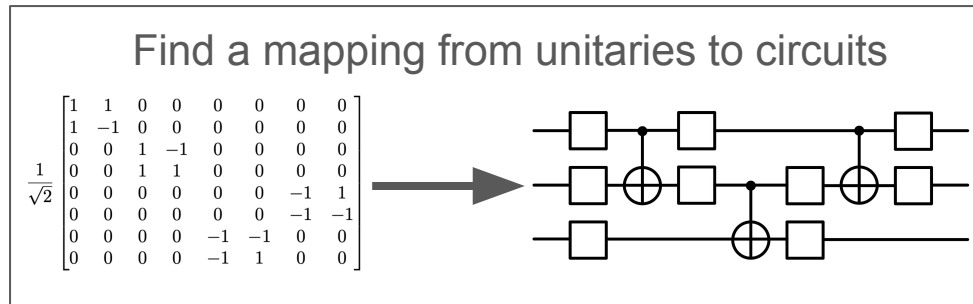 Find a mapping from unitaries to circuits
1 1 0 0 0 0 0 0
1 −1 0 0 0 0 0 0
0 0 1 −1 0 0 0 0
0 0 1 1 0 0 0 0
1/√2
0 0 0 0 0 0 −1 1
0 0 0 0 0 0 −1 −1
0 0 0 0 −1 −1 0 0
0 0 0 0 −1 1 0 0